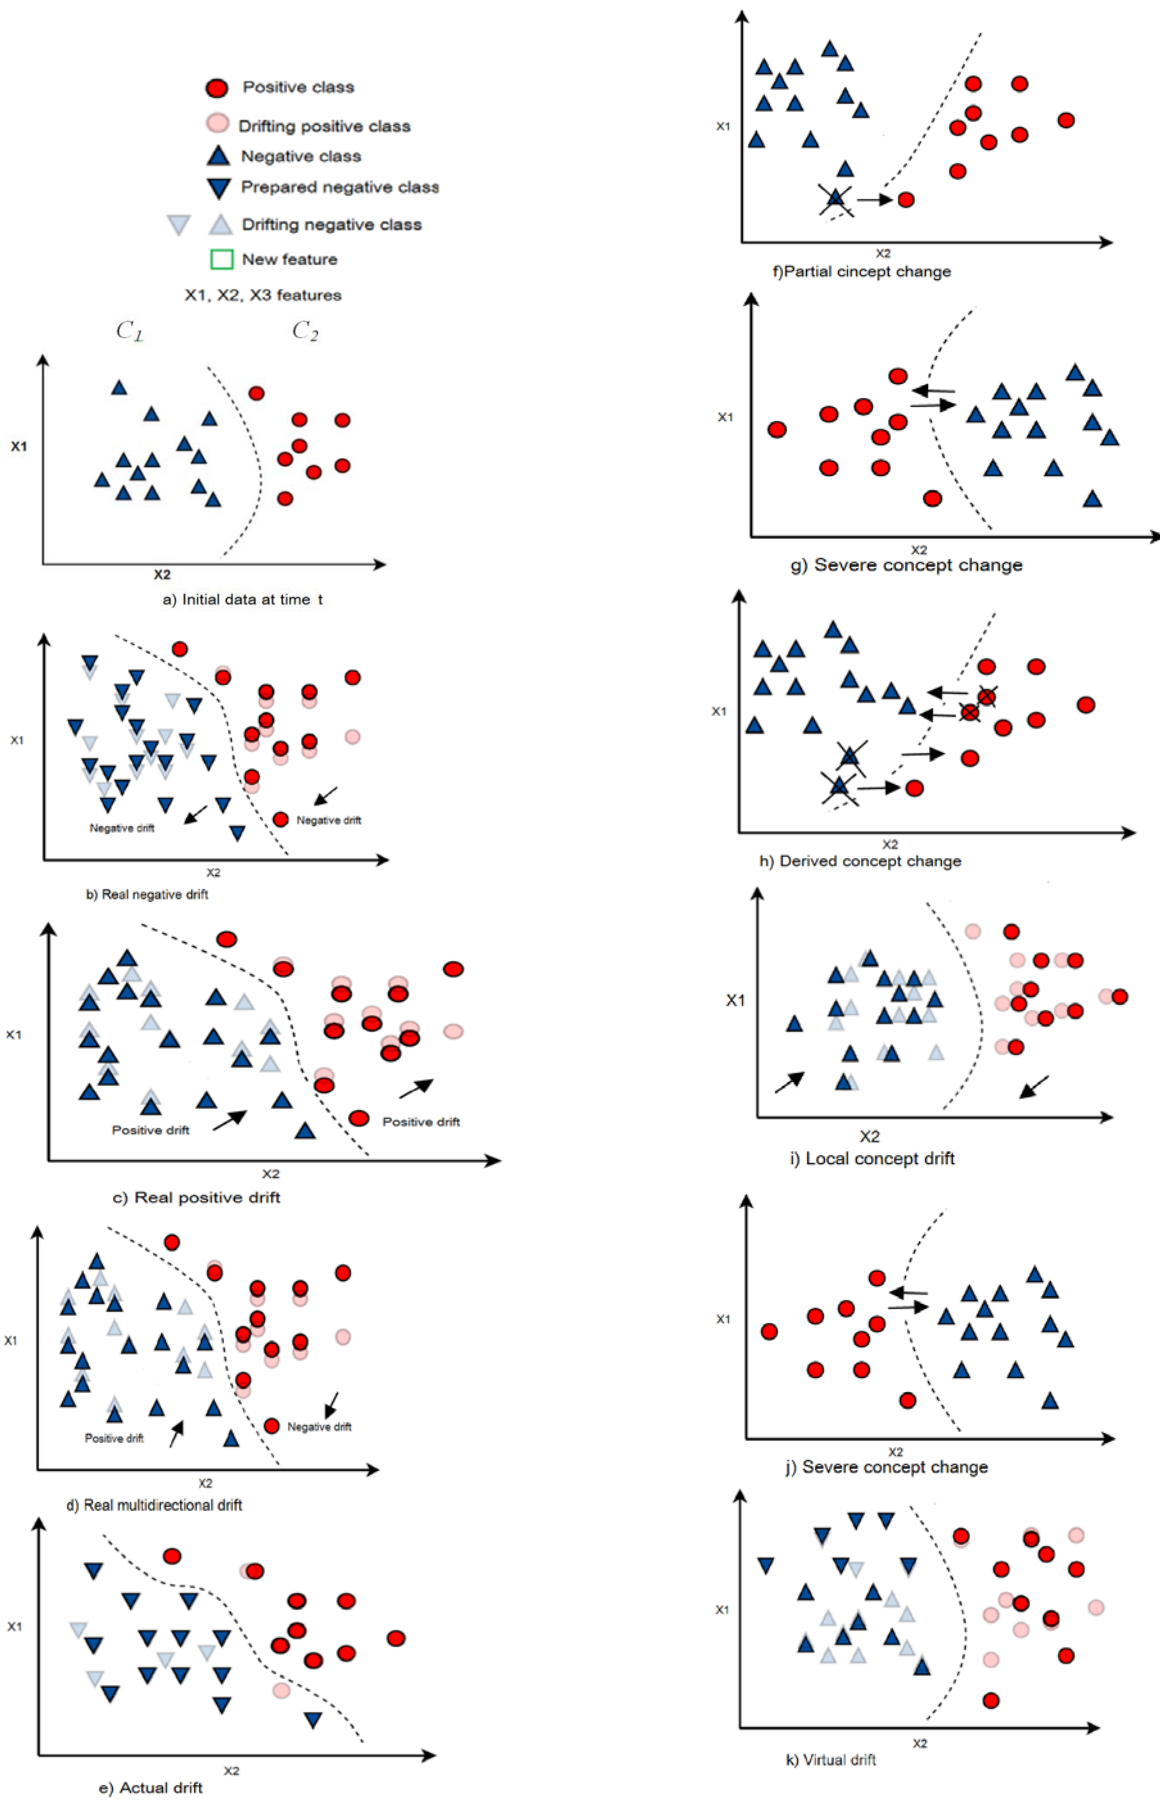 Positive class
Drifting positive class
Negative class
Prepared negative class
Drifting negative class
New feature
X1, X2, X3 features
C1
C2
X1
X2
a) Initial data at time t
X1
Negative drift
Negative drift
X2
b) Real negative drift
X1
Positive drift
Positive drift
X2
c) Real positive drift
X1
Positive drift
Negative drift
X2
d) Real multidirectional drift
X1
X2
e) Actual drift
X1
X2
f)Partial cincept change
X1
X2
g) Severe concept change
X1
X2
h) Derived concept change
X1
X2
i) Local concept drift
X1
X2
j) Severe concept change
X1
X2
k) Virtual drift